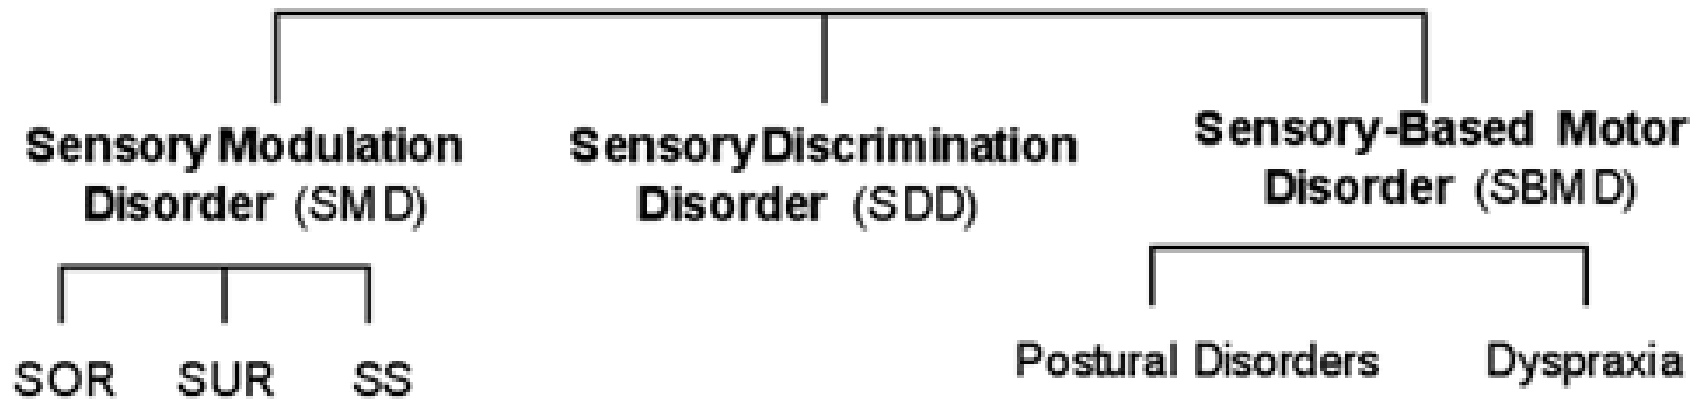 Sensory Modulation
Disorder (SMD)
Sensory Discrimination
Disorder (SDD)
Sensory-Based Motor
Disorder (SBMD)
SOR SUR SS
Postural Disorders Dyspraxia